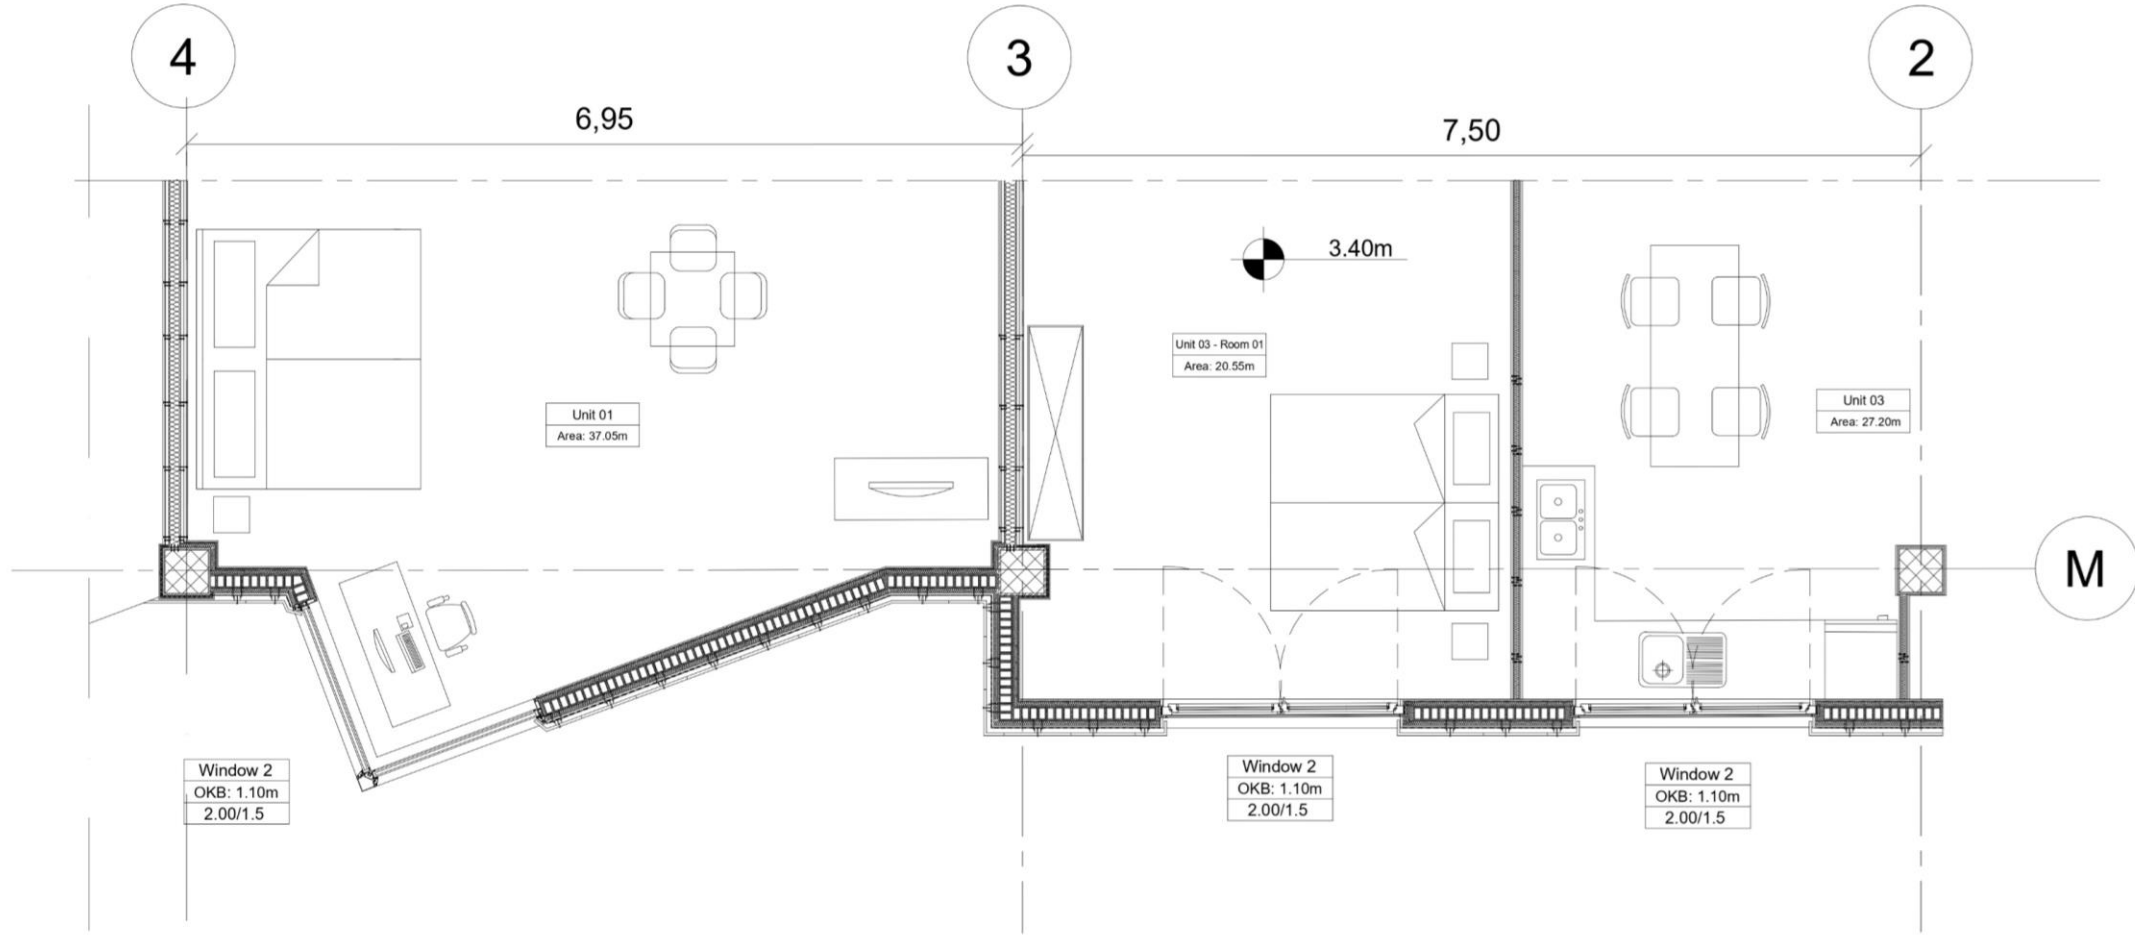 4
3
2
6,95
7,50
3.40m
Unit 03 - Room 01
Area: 20.55m
Unit 01
Area: 37.05m
Unit 03
Area: 27.20m
M
Window 2
OKB: 1.10m
2.00/1.5
Window 2
OKB: 1.10m
2.00/1.5
Window 2
OKB: 1.10m
2.00/1.5